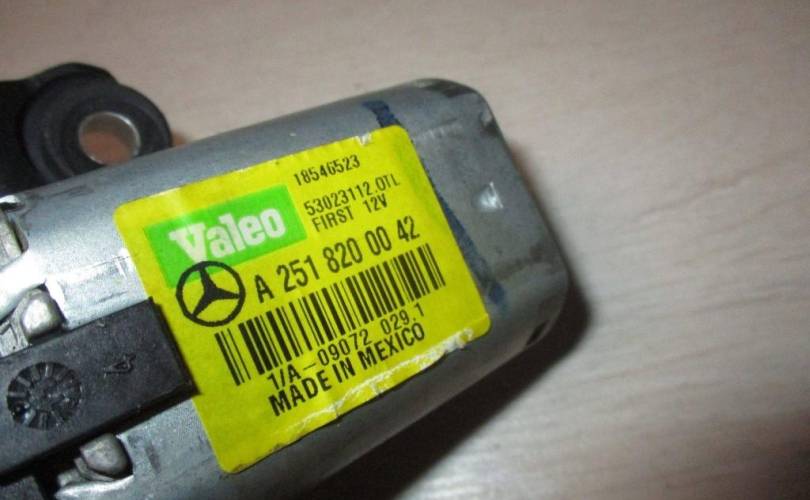 18546523
53023112.OTL
Valeo
FIRST 12V
A 251 820 00 42
1/A-09072 029.1
MADE IN MEXICO